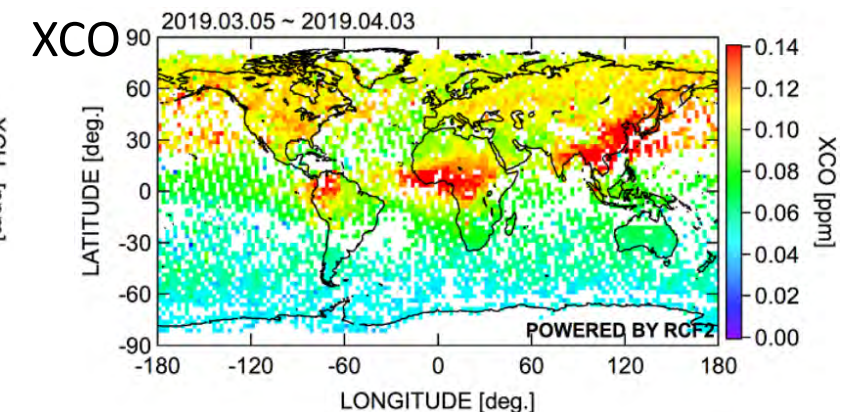 2019.03.05 ~ 2019.04.03
XCO
90
60
30
0
-30
-60
-90
LATITUDE [deg.]
-180 -120 -60 0 60 120 180
LONGITUDE [deg.]
POWERED BY RCF2
0.14
0.12
0.10
0.08
0.06
0.04
0.02
0.00
XCO [ppm]